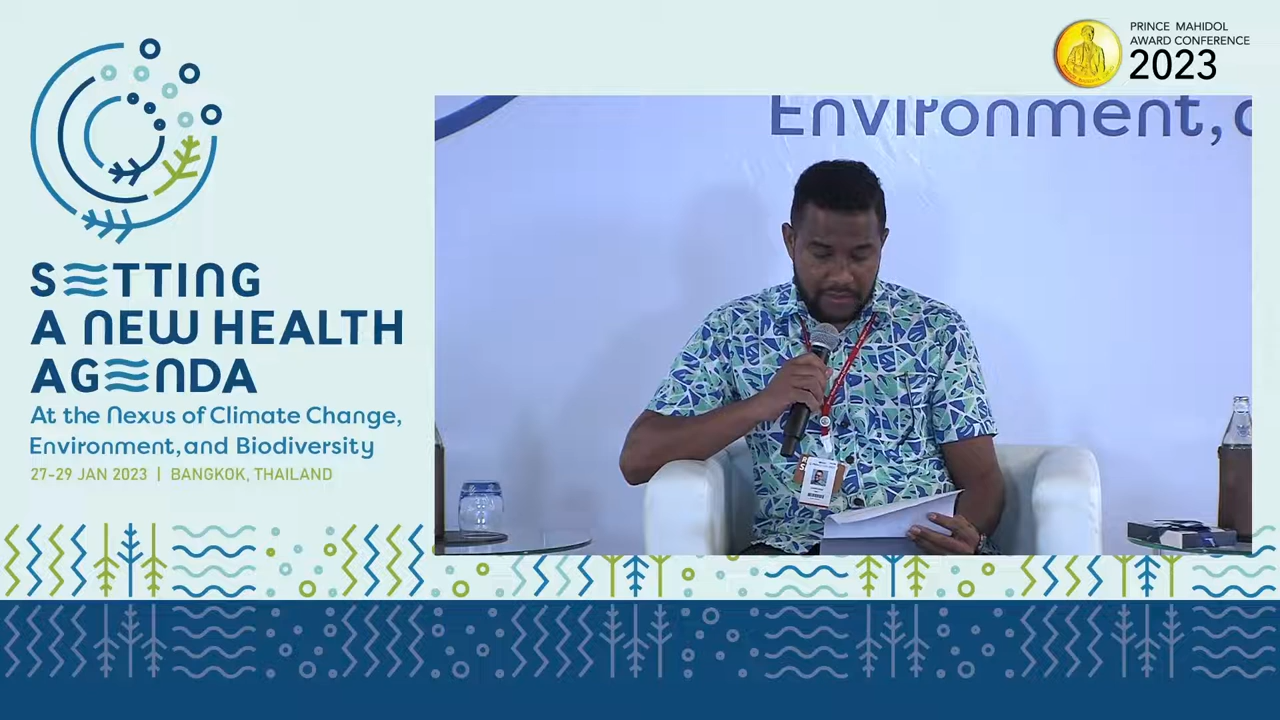 PRINCE MAHIDOL
AWARD CONFERENCE
2023
Environment,
SETTING
A NEW HEALTH
AGENDA
At the Nexus of Climate Change,
Environment, and Biodiversity
27-29 JAN 2023 | BANGKOK, THAILAND